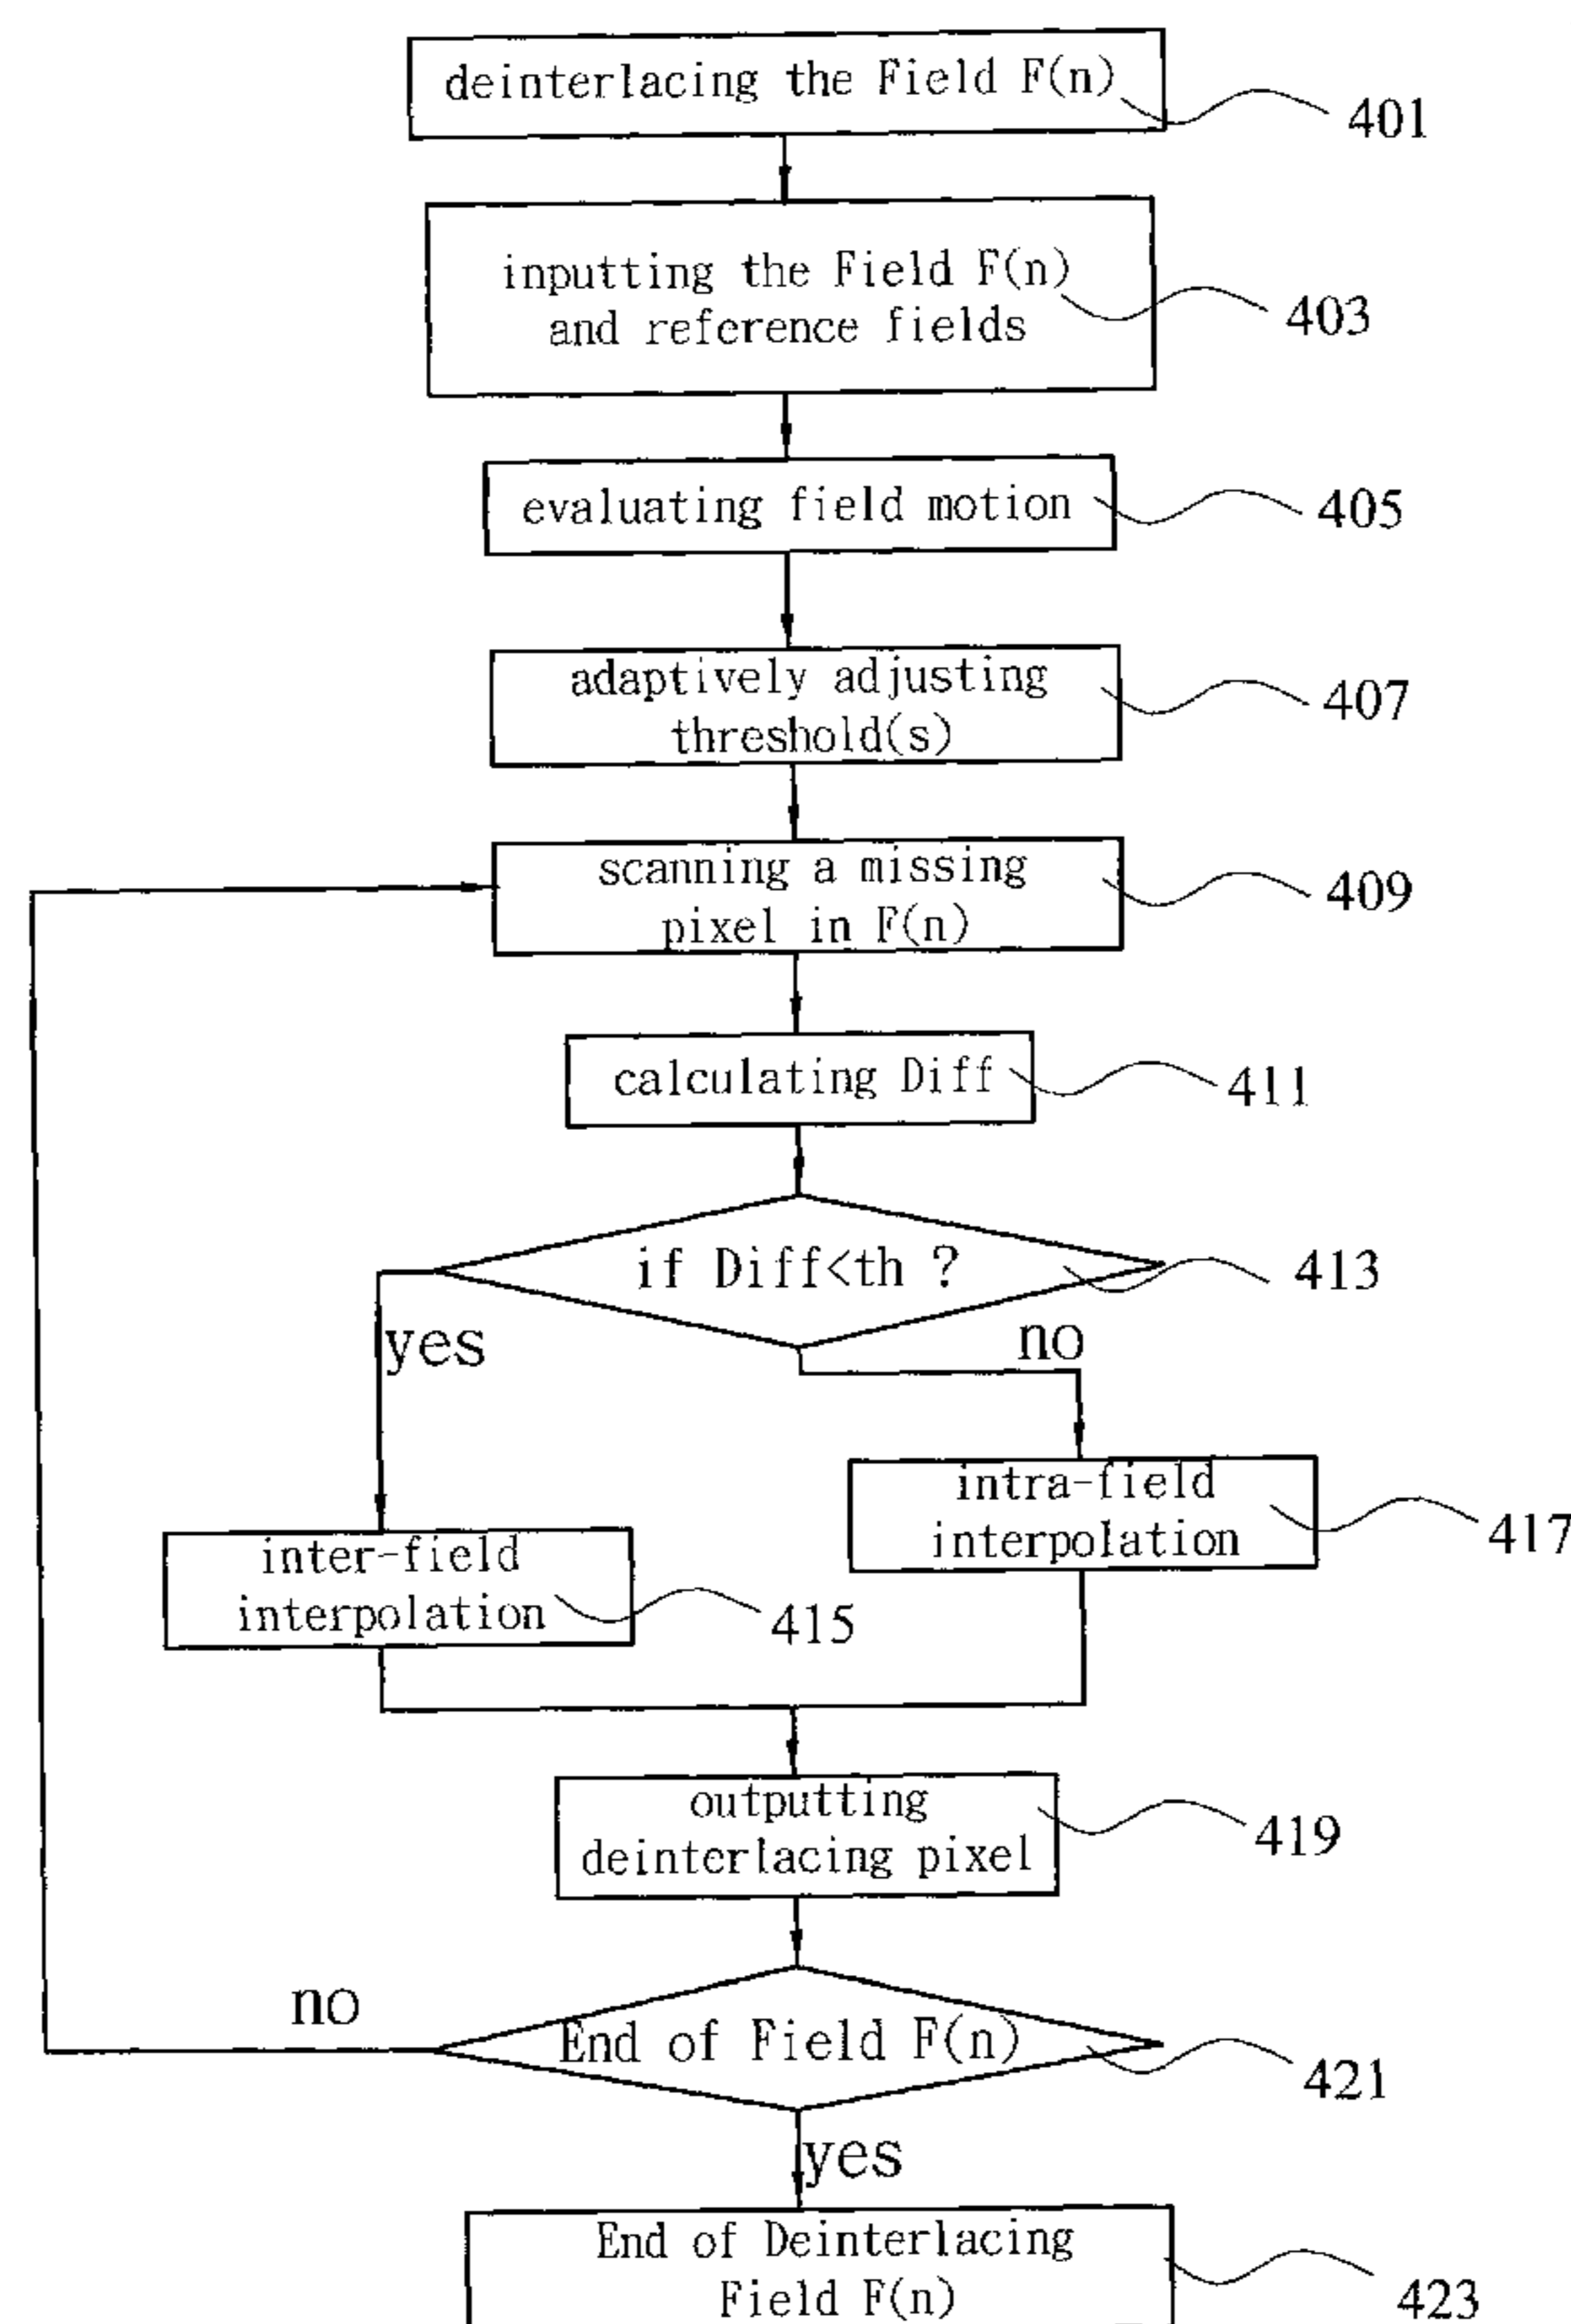 deinterlacing the Field F(n)
401
inputting the Field F(n)
and reference fields
403
evaluating field motion
405
adaptively adjusting
threshold(s)
407
scanning a missing
pixel in F(n)
409
calculating Diff
411
if Diff<th ?
413
yes
no
intra-field
interpolation
417
inter-field
interpolation
415
outputting
deinterlacing pixel
419
no
End of Field F(n)
421
yes
End of Deinterlacing
Field F(n)
423